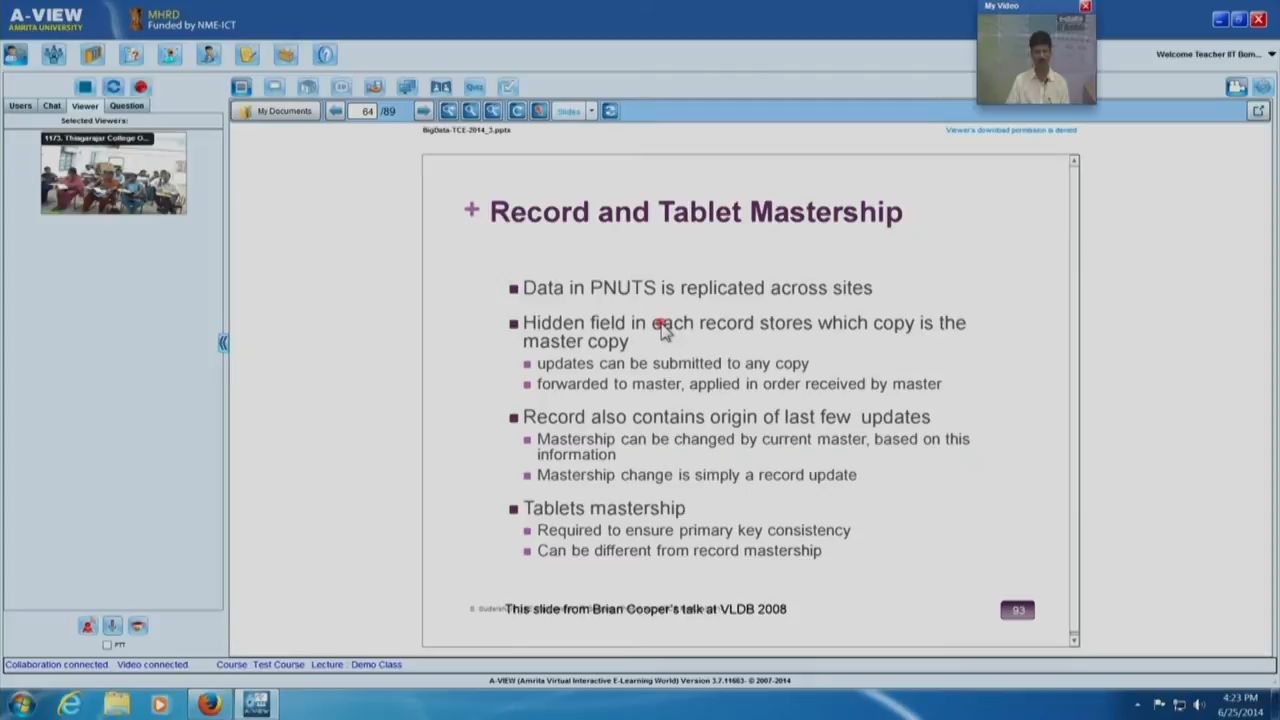 A-VIEW
AMRITA UNIVERSITY
MHRD
Funded by NME-ICT
My Video
Welcome Teacher IIT Bom...
Users Chat Viewer Question
Selected Viewers:
1173. Thiagarajar College O...
My Documents 64 /89 Slides
Quiz
BigData-TCE-2014_3.pptx
Viewer's download permission is denied
+ Record and Tablet Mastership
Data in PNUTS is replicated across sites
Hidden field in each record stores which copy is the
master copy
updates can be submitted to any copy
forwarded to master, applied in order received by master
Record also contains origin of last few updates
Mastership can be changed by current master, based on this
information
Mastership change is simply a record update
Tablets mastership
Required to ensure primary key consistency
Can be different from record mastership
This slide from Brian Cooper's talk at VLDB 2008
93
PTT
Collaboration connected Video connected Course Test Course Lecture : Demo Class
A-VIEW (Amrita Virtual Interactive E-Learning World) Version 3.7.11603- © 2007-2014
4:23 PM
6/25/2014